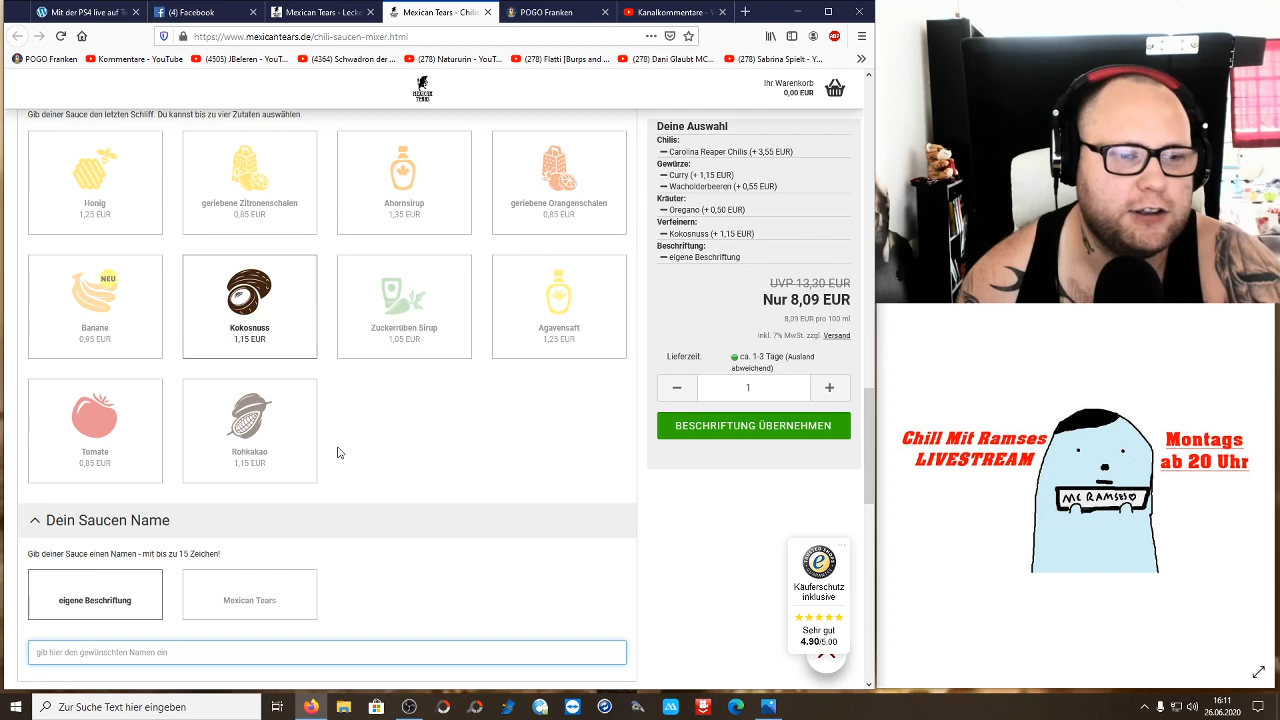 Mit der PS4 live auf
(4) Facebook
Mexican Tears - Lecke
Mexican Tears - Chilis
POGO Franken
Kanalkommentare - Y
https://www.mexicantears.de/chili-saucen-mixer.html
POGO Franken
Kommentare - YouTube
(4505) JBeleren - YouT...
(4364) Schwadron der ...
(278) Natururin - YouT...
(278) Flatti [Burps and ...
(278) Dani Glaubt MC...
(278) Sabrina Spielt - Y...
MEXICAN
TEARS
Ihr Warenkorb
0,00 EUR
Gib deiner Sauce den letzten Schliff. Du kannst bis zu vier Zutaten auswählen.
Honig
1,25 EUR
geriebene Zitronenschalen
0,85 EUR
Ahornsirup
1,35 EUR
geriebene Orangenschalen
0,85 EUR
NEU
Banane
0,95 EUR
Kokosnuss
1,15 EUR
Zuckerrüben Sirup
1,05 EUR
Agavensaft
1,25 EUR
Tomate
0,85 EUR
Rohkakao
1,15 EUR
Dein Saucen Name
Gib deiner Sauce einen Namen - mit bis zu 15 Zeichen!
eigene Beschriftung
Mexican Tears
gib hier den gewünschten Namen ein
Deine Auswahl
Chilis:
Carolina Reaper Chilis (+ 3,55 EUR)
Gewürze:
Curry (+ 1,15 EUR)
Wacholderbeeren (+ 0,55 EUR)
Kräuter:
Oregano (+ 0,50 EUR)
Verfeinern:
Kokosnuss (+ 1,15 EUR)
Beschriftung:
eigene Beschriftung
UVP 13,30 EUR
Nur 8,09 EUR
8,09 EUR pro 100 ml
inkl. 7% MwSt. zzgl. Versand
Lieferzeit:
ca. 1-3 Tage (Ausland
abweichend)
1
BESCHRIFTUNG ÜBERNEHMEN
Käuferschutz
inklusive
Sehr gut
4.90/5.00
Chill Mit Ramses
LIVESTREAM
Montags
ab 20 Uhr
MC RAMSES
Zur Suche Text hier eingeben
16:11
26.06.2020